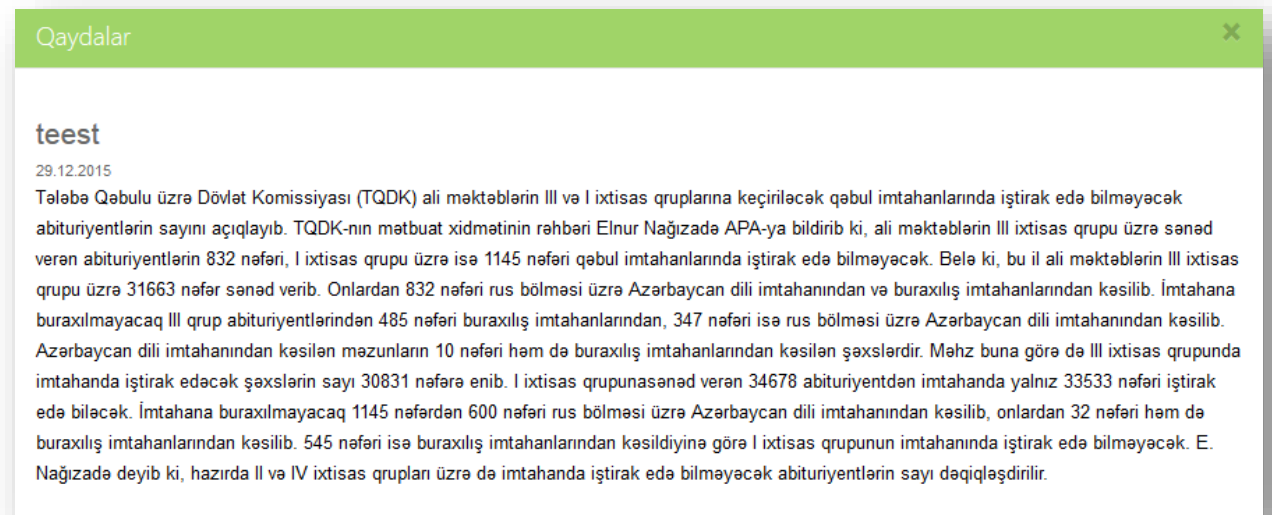 Qaydalar
teest
29.12.2015
Tələbə Qəbulu üzrə Dövlət Komissiyası (TQDK) ali məktəblərin III və I ixtisas qruplarına keçiriləcək qəbul imtahanlarında iştirak edə bilməyəcək
abituriyentlərin sayını açıqlayıb. TQDK-nın mətbuat xidmətinin rəhbəri Elnur Nağızadə APA-ya bildirib ki, ali məktəblərin III ixtisas qrupu üzrə sənəd
verən abituriyentlərin 832 nəfəri, I ixtisas qrupu üzrə isə 1145 nəfəri qəbul imtahanlarında iştirak edə bilməyəcək. Belə ki, bu il ali məktəblərin III ixtisas
qrupu üzrə 31663 nəfər sənəd verib. Onlardan 832 nəfəri rus bölməsi üzrə Azərbaycan dili imtahanından və buraxılış imtahanlarından kəsilib. İmtahana
buraxılmayacaq III qrup abituriyentlərindən 485 nəfəri buraxılış imtahanlarından, 347 nəfəri isə rus bölməsi üzrə Azərbaycan dili imtahanından kəsilib.
Azərbaycan dili imtahanından kəsilən məzunların 10 nəfəri həm də buraxılış imtahanlarından kəsilən şəxslərdir. Məhz buna görə də III ixtisas qrupunda
imtahanda iştirak edəcək şəxslərin sayı 30831 nəfərə enib. I ixtisas qrupunasənəd verən 34678 abituriyentdən imtahanda yalnız 33533 nəfəri iştirak
edə biləcək. İmtahana buraxılmayacaq 1145 nəfərdən 600 nəfəri rus bölməsi üzrə Azərbaycan dili imtahanından kəsilib, onlardan 32 nəfəri həm də
buraxılış imtahanlarından kəsilib. 545 nəfəri isə buraxılış imtahanlarından kəsildiyinə görə I ixtisas qrupunun imtahanında iştirak edə bilməyəcək. E.
Nağızadə deyib ki, hazırda II və IV ixtisas qrupları üzrə də imtahanda iştirak edə bilməyəcək abituriyentlərin sayı dəqiqləşdirilir.